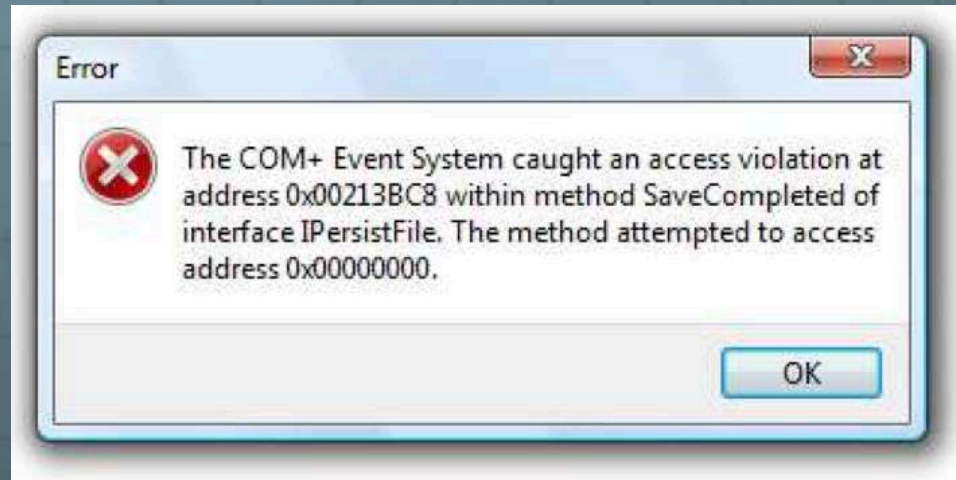 Error
The COM+ Event System caught an access violation at
address 0x00213BC8 within method SaveCompleted of
interface IPersistFile. The method attempted to access
address 0x00000000.
OK